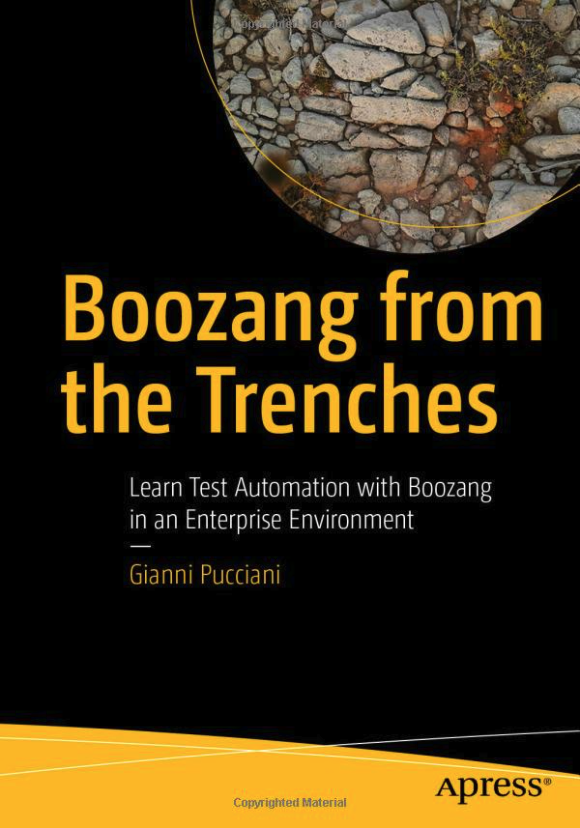 Copyrighted Material
Boozang from
the Trenches
Learn Test Automation with Boozang
in an Enterprise Environment
Gianni Pucciani
Apress®
Copyrighted Material